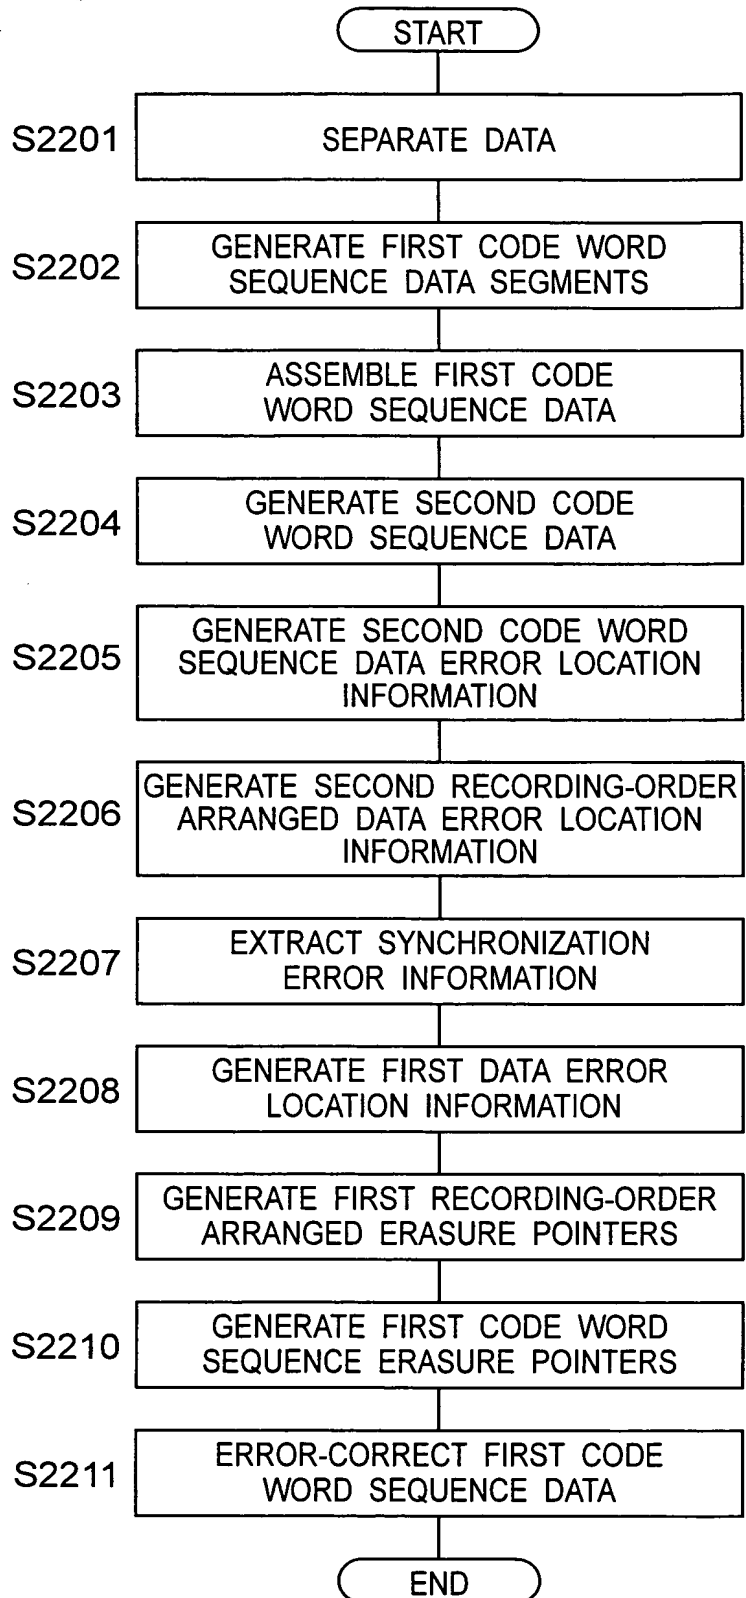 START
S2201
SEPARATE DATA
S2202
GENERATE FIRST CODE WORD
SEQUENCE DATA SEGMENTS
S2203
ASSEMBLE FIRST CODE
WORD SEQUENCE DATA
S2204
GENERATE SECOND CODE
WORD SEQUENCE DATA
S2205
GENERATE SECOND CODE WORD
SEQUENCE DATA ERROR LOCATION
INFORMATION
S2206
GENERATE SECOND RECORDING-ORDER
ARRANGED DATA ERROR LOCATION
INFORMATION
S2207
EXTRACT SYNCHRONIZATION
ERROR INFORMATION
S2208
GENERATE FIRST DATA ERROR
LOCATION INFORMATION
S2209
GENERATE FIRST RECORDING-ORDER
ARRANGED ERASURE POINTERS
S2210
GENERATE FIRST CODE WORD
SEQUENCE ERASURE POINTERS
S2211
ERROR-CORRECT FIRST CODE
WORD SEQUENCE DATA
END